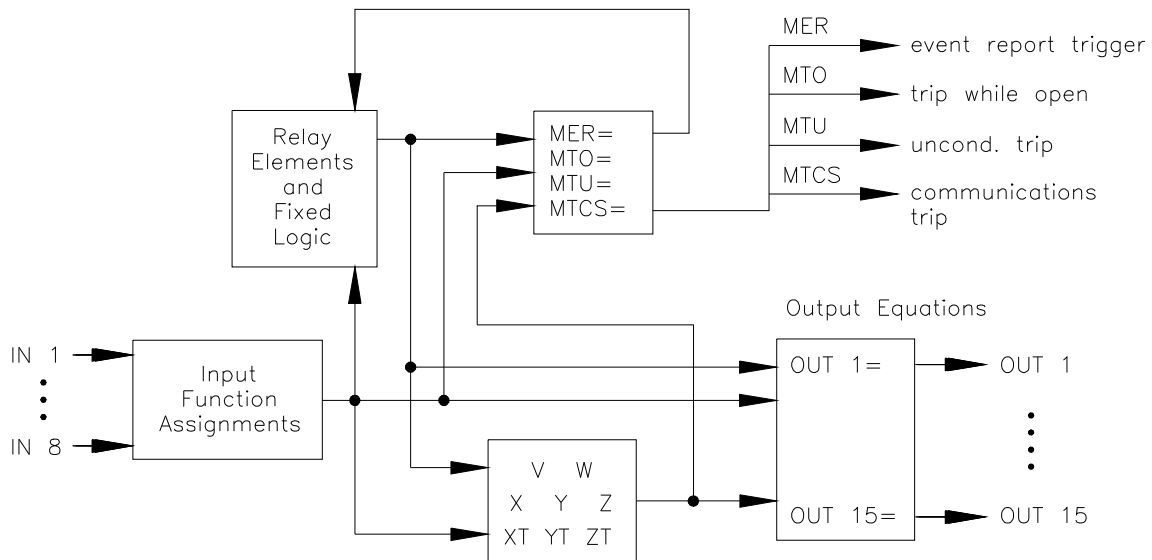 MER
event report trigger
MTO
trip while open
MTU
uncond. trip
MTCS
communications
trip
Relay
Elements
and
Fixed
Logic
MER=
MTO=
MTU=
MTCS=
Output Equations
IN 1
IN 8
Input
Function
Assignments
OUT 1=
OUT 15=
OUT 1
OUT 15
V W
X Y Z
XT YT ZT